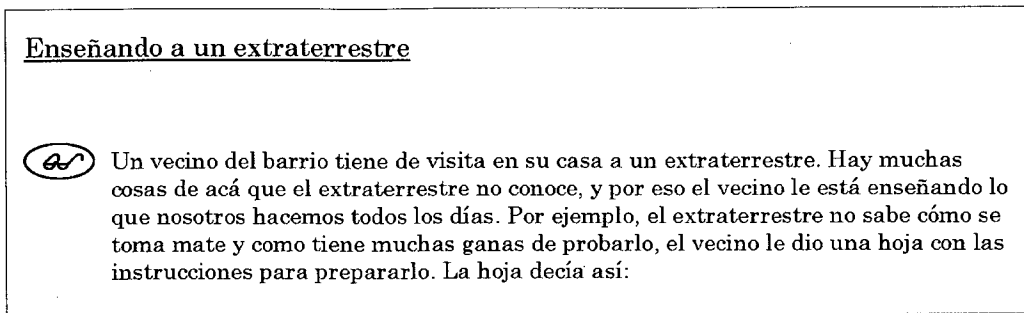 Enseñando a un extraterrestre
Un vecino del barrio tiene de visita en su casa a un extraterrestre. Hay muchas
cosas de acá que el extraterrestre no conoce, y por eso el vecino le está enseñando lo
que nosotros hacemos todos los días. Por ejemplo, el extraterrestre no sabe cómo se
toma mate y como tiene muchas ganas de probarlo, el vecino le dio una hoja con las
instrucciones para prepararlo. La hoja decía así: